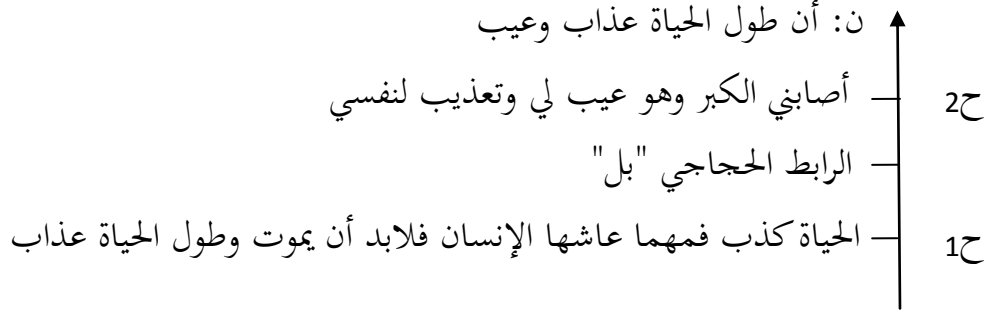 ن: أن طول الحياة عذاب وعيب
ح2 أصابني الكبر وهو عيب لي وتعذيب لنفسي
الرابط الحجاجي "بل"
ح1 الحياة كذب فمهما عاشها الإنسان فلابد أن يموت وطول الحياة عذاب